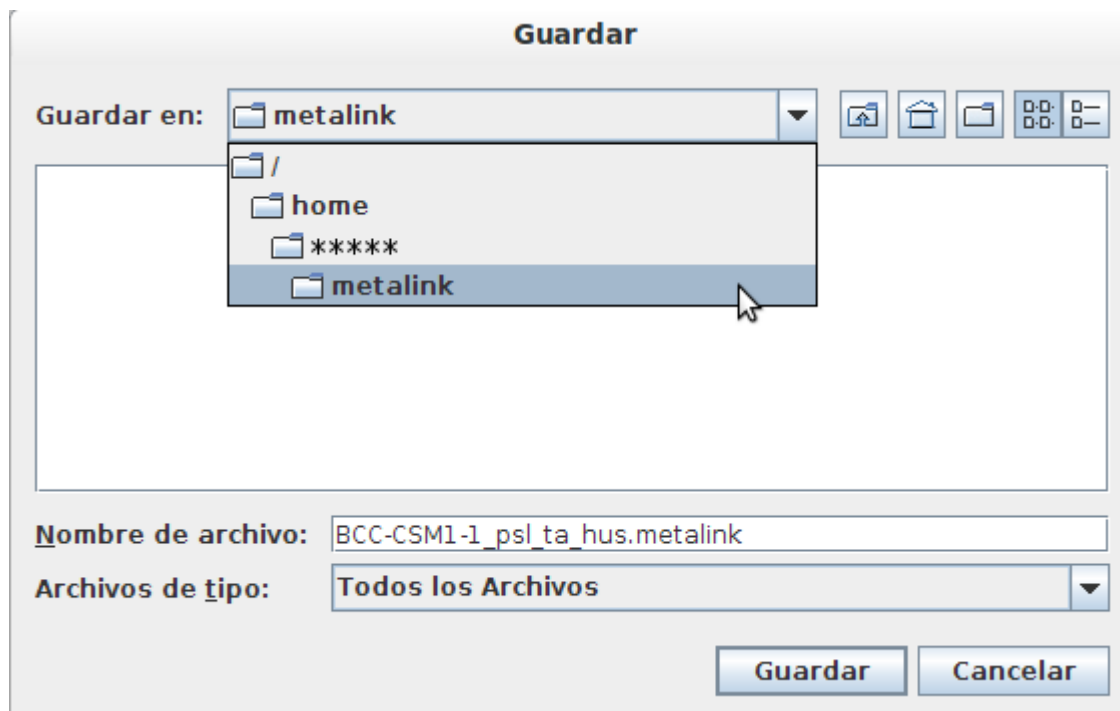 Guardar
Guardar en: metalink
/
home
*****
metalink
Nombre de archivo: BCC-CSM1-1_psl_ta_hus.metalink
Archivos de tipo: Todos los Archivos
Guardar Cancelar